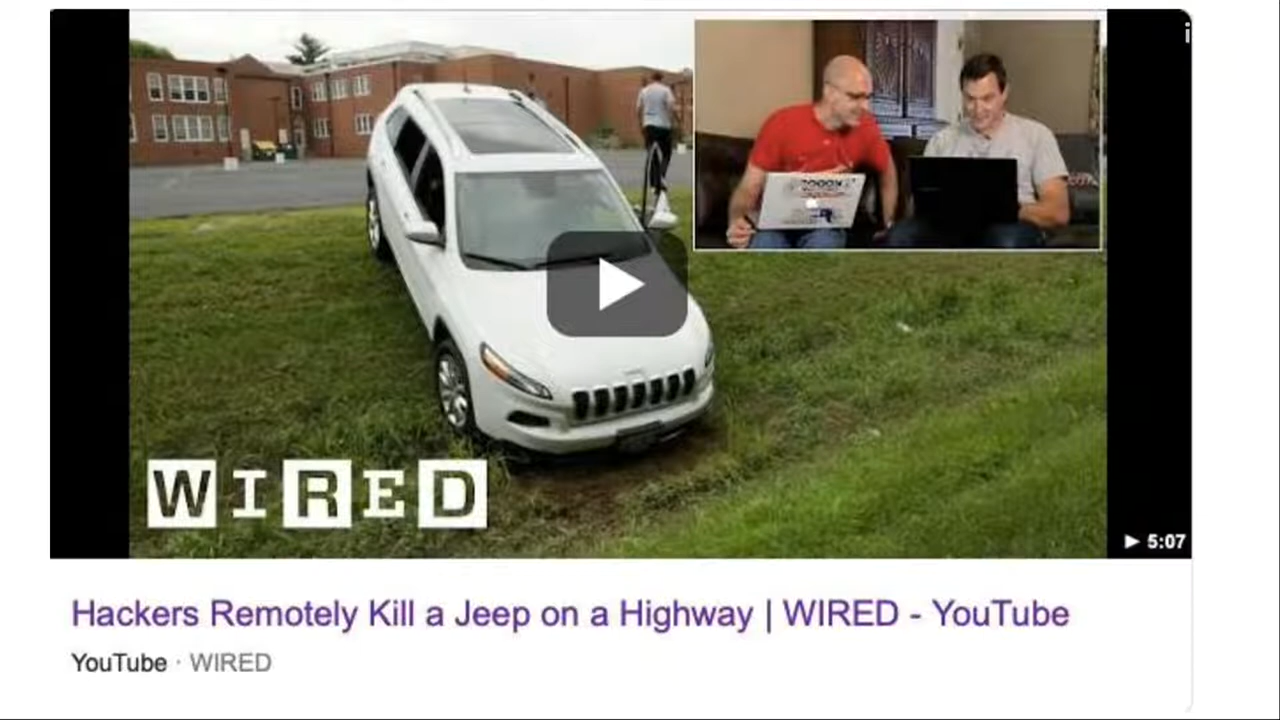 i
WIRED
▶ 5:07
Hackers Remotely Kill a Jeep on a Highway | WIRED - YouTube
YouTube · WIRED